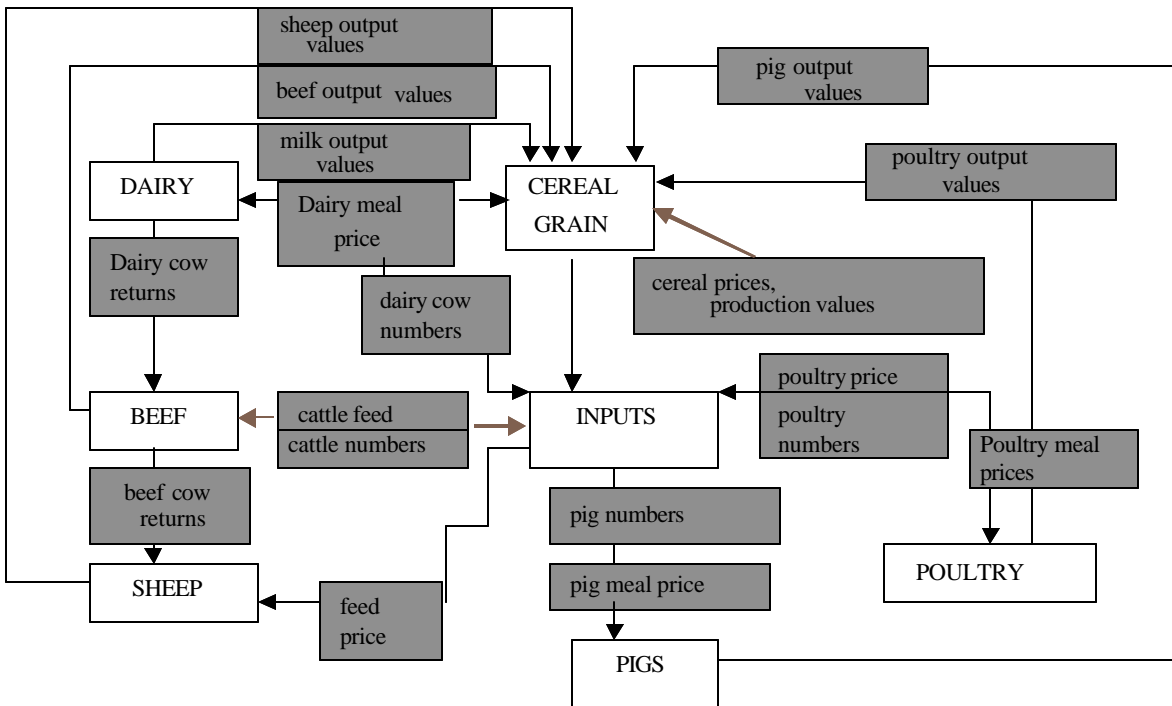 sheep output
values
beef output values
pig output
values
milk output
values
poultry output
values
DAIRY
CEREAL
GRAIN
Dairy meal
price
Dairy cow
returns
dairy cow
numbers
cereal prices,
production values
BEEF
cattle feed
cattle numbers
INPUTS
poultry price
poultry
numbers
Poultry meal
prices
beef cow
returns
pig numbers
SHEEP
feed
price
pig meal price
POULTRY
PIGS